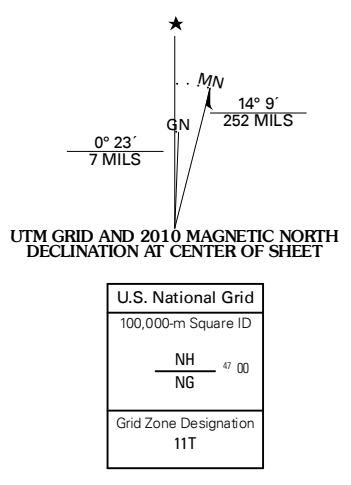 ★
MN
GN
14° 9´
252 MILS
0° 23´
7 MILS
UTM GRID AND 2010 MAGNETIC NORTH
DECLINATION AT CENTER OF SHEET
U.S. National Grid
100,000-m Square ID
NH
47 00
NG
Grid Zone Designation
11T